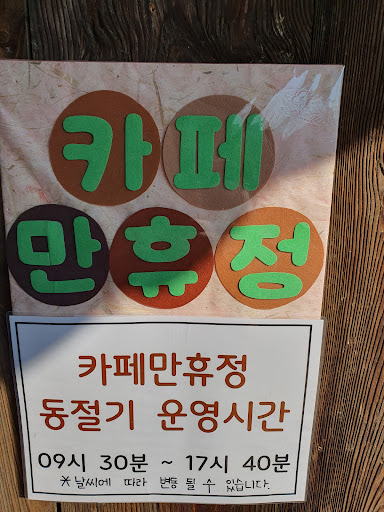 카페
만휴정
카페만휴정
동절기 운영시간
09시 30분 ~ 17시 40분
※ 날씨에 따라 변동 될 수 있습니다.